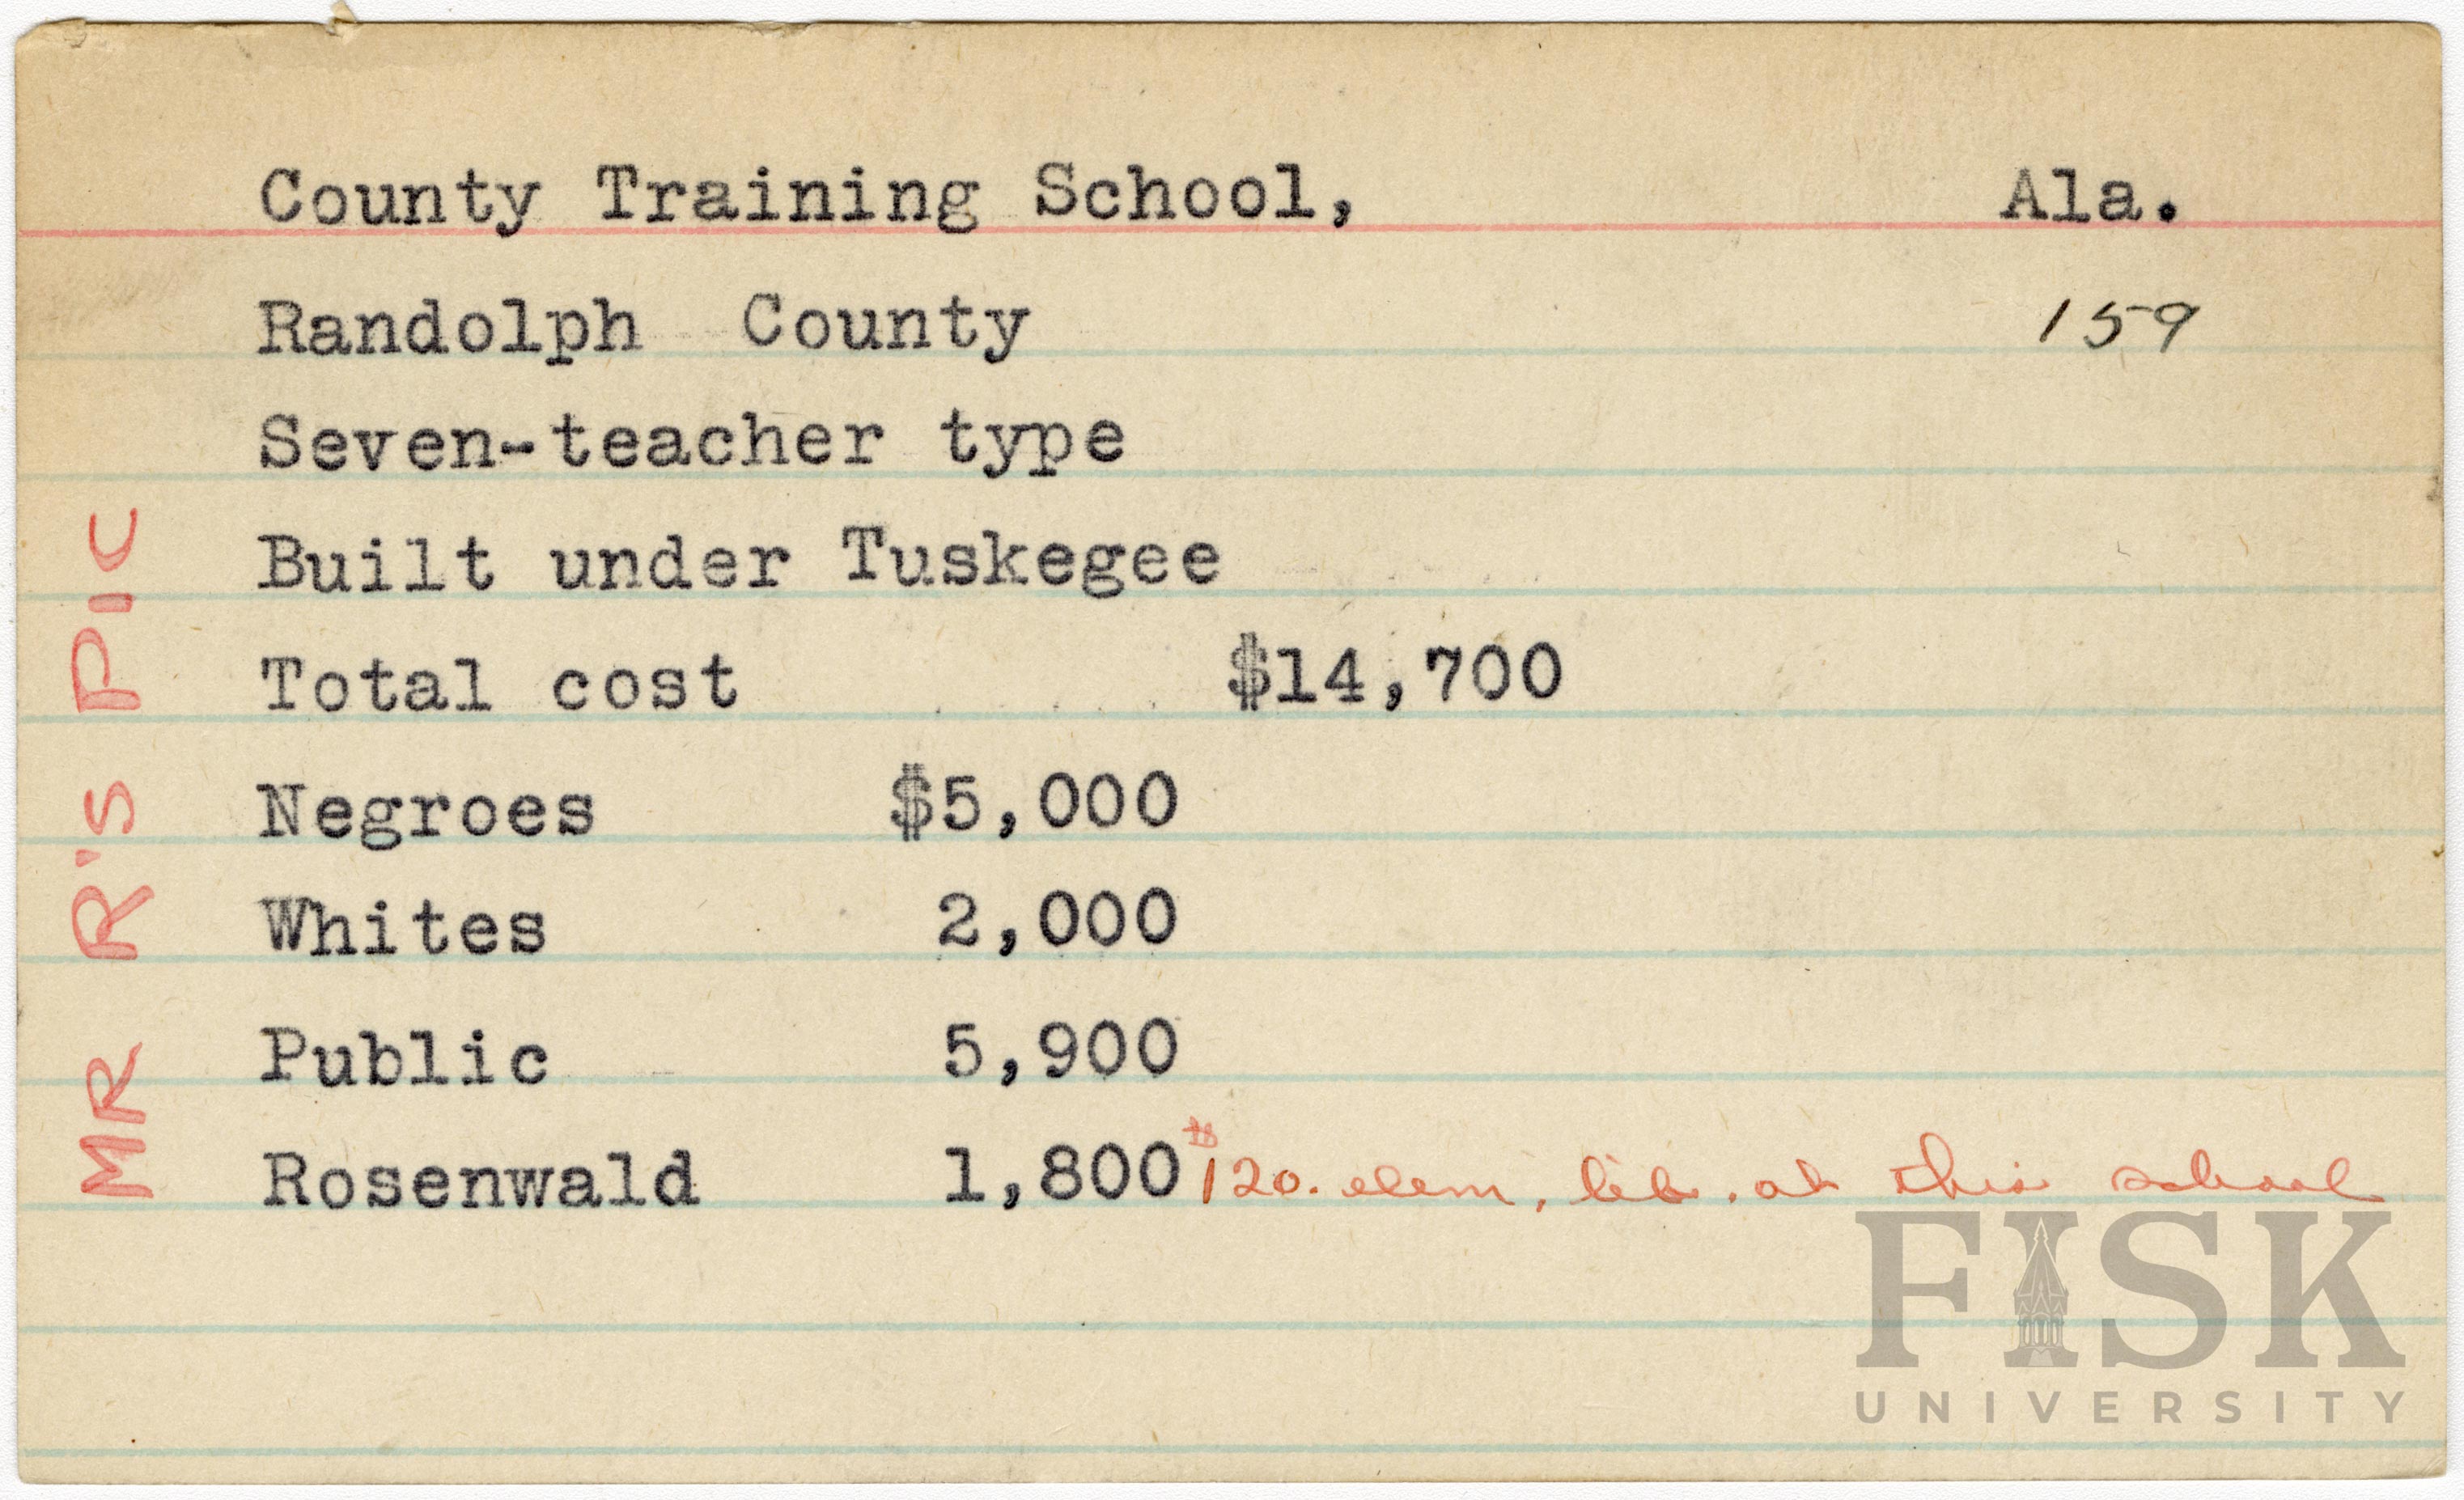 County Training School, Ala.
Randolph County 159
Seven-teacher type
Built under Tuskegee
Total cost $14,700
Negroes $5,000
Whites 2,000
Public 5,900
Rosenwald 1,800 $120. elem. lib. at this school
MR R'S PIC
FISK
UNIVERSITY